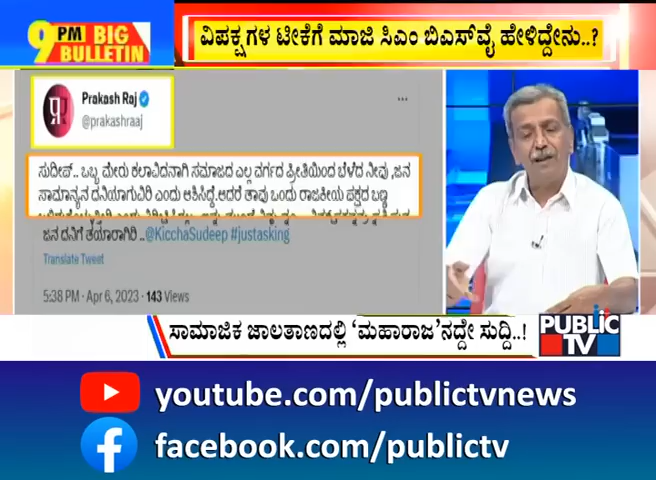 9 PM BIG BULLETIN
ವಿಪಕ್ಷಗಳ ಟೀಕೆಗೆ ಮಾಜಿ ಸಿಎಂ ಬಿಎಸ್‌ವೈ ಹೇಳಿದ್ದೇನು..?
Prakash Raj
@prakashraaj
ಸುದೀಪ್.. ಒಬ್ಬ ಮೇರು ಕಲಾವಿದನಾಗಿ ಸಮಾಜದ ಎಲ್ಲ ವರ್ಗದ ಪ್ರೀತಿಯಿಂದ ಬೆಳೆದ ನೀವು ,ಜನ
ಸಾಮಾನ್ಯನ ದನಿಯಾಗುವಿರಿ ಎಂದು ಆಶಿಸಿದ್ದೆ.ಆದರೆ ತಾವು ಒಂದು ರಾಜಕೀಯ ಪಕ್ಷದ ಬಣ್ಣ
ಜನ ದನಿಗೆ ತಯಾರಾಗಿರಿ ..@KicchaSudeep #justasking
Translate Tweet
5:38 PM · Apr 6, 2023 · 143 Views
ಸಾಮಾಜಿಕ ಜಾಲತಾಣದಲ್ಲಿ ‘ಮಹಾರಾಜ’ನದ್ದೇ ಸುದ್ದಿ..!
PUBLiC TV
youtube.com/publictvnews
facebook.com/publictv